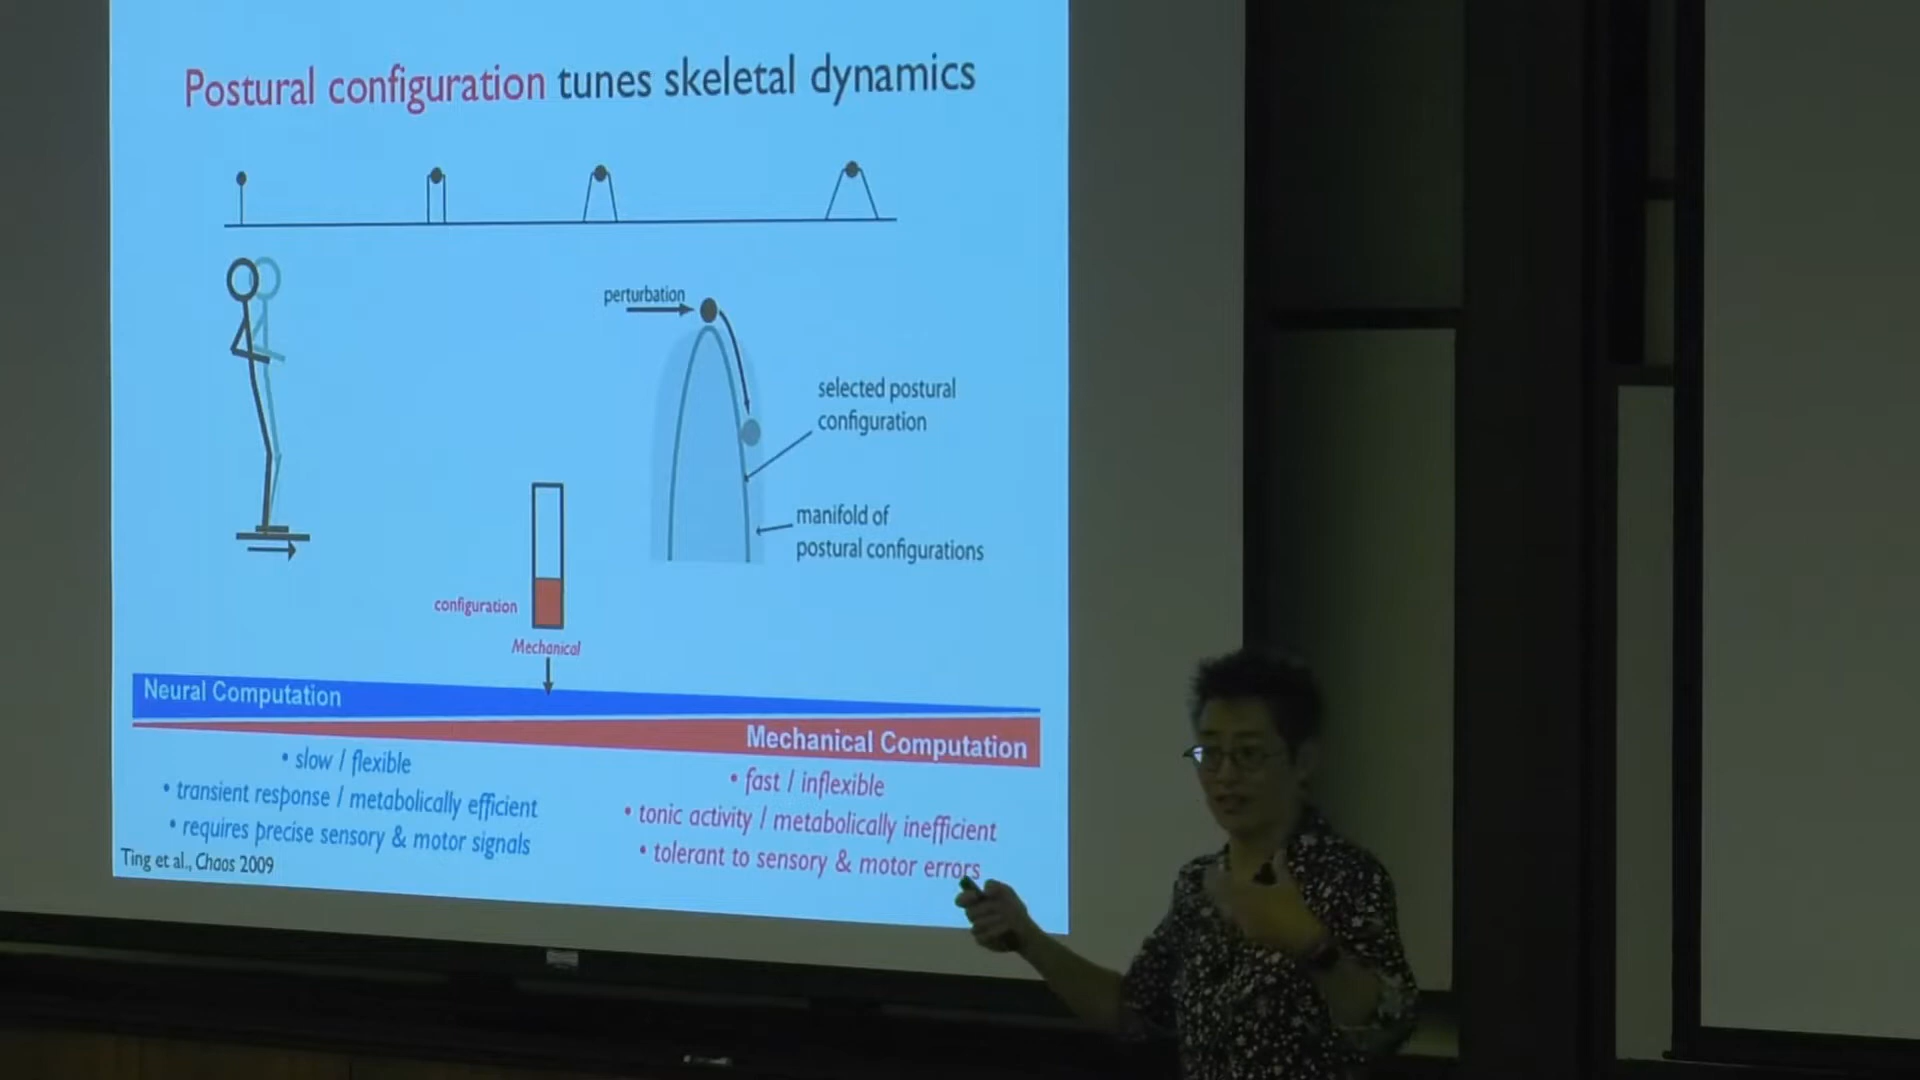 Postural configuration tunes skeletal dynamics
perturbation
selected postural
configuration
manifold of
postural configurations
configuration
Mechanical
Neural Computation
Mechanical Computation
• slow / flexible
• transient response / metabolically efficient
• requires precise sensory & motor signals
• fast / inflexible
• tonic activity / metabolically inefficient
• tolerant to sensory & motor errors
Ting et al., Chaos 2009